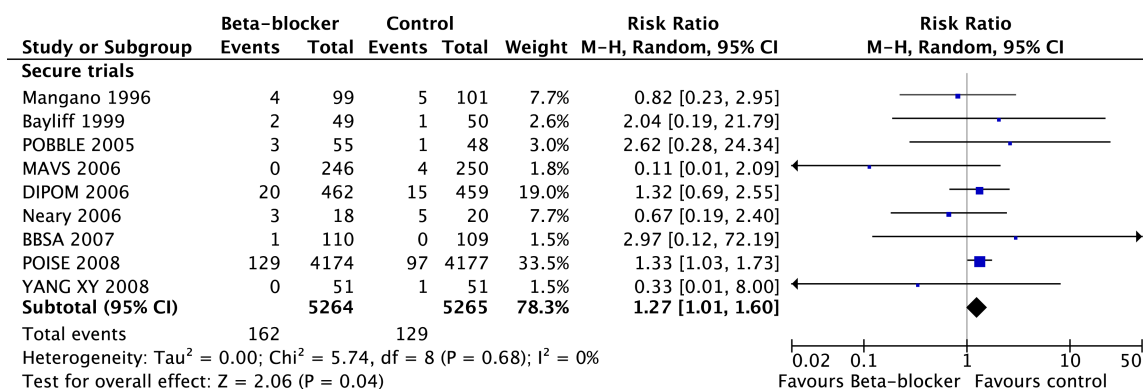 Beta-blocker Control Risk Ratio Risk Ratio
Study or Subgroup Events Total Events Total Weight M-H, Random, 95% CI M-H, Random, 95% CI
Secure trials
Mangano 1996 4 99 5 101 7.7% 0.82 [0.23, 2.95]
Bayliff 1999 2 49 1 50 2.6% 2.04 [0.19, 21.79]
POBBLE 2005 3 55 1 48 3.0% 2.62 [0.28, 24.34]
MAVS 2006 0 246 4 250 1.8% 0.11 [0.01, 2.09]
DIPOM 2006 20 462 15 459 19.0% 1.32 [0.69, 2.55]
Neary 2006 3 18 5 20 7.7% 0.67 [0.19, 2.40]
BBSA 2007 1 110 0 109 1.5% 2.97 [0.12, 72.19]
POISE 2008 129 4174 97 4177 33.5% 1.33 [1.03, 1.73]
YANG XY 2008 0 51 1 51 1.5% 0.33 [0.01, 8.00]
Subtotal (95% CI) 5264 5265 78.3% 1.27 [1.01, 1.60]
Total events 162 129
Heterogeneity: Tau² = 0.00; Chi² = 5.74, df = 8 (P = 0.68); I² = 0%
Test for overall effect: Z = 2.06 (P = 0.04)
0.02 0.1 1 10 50
Favours Beta-blocker Favours control